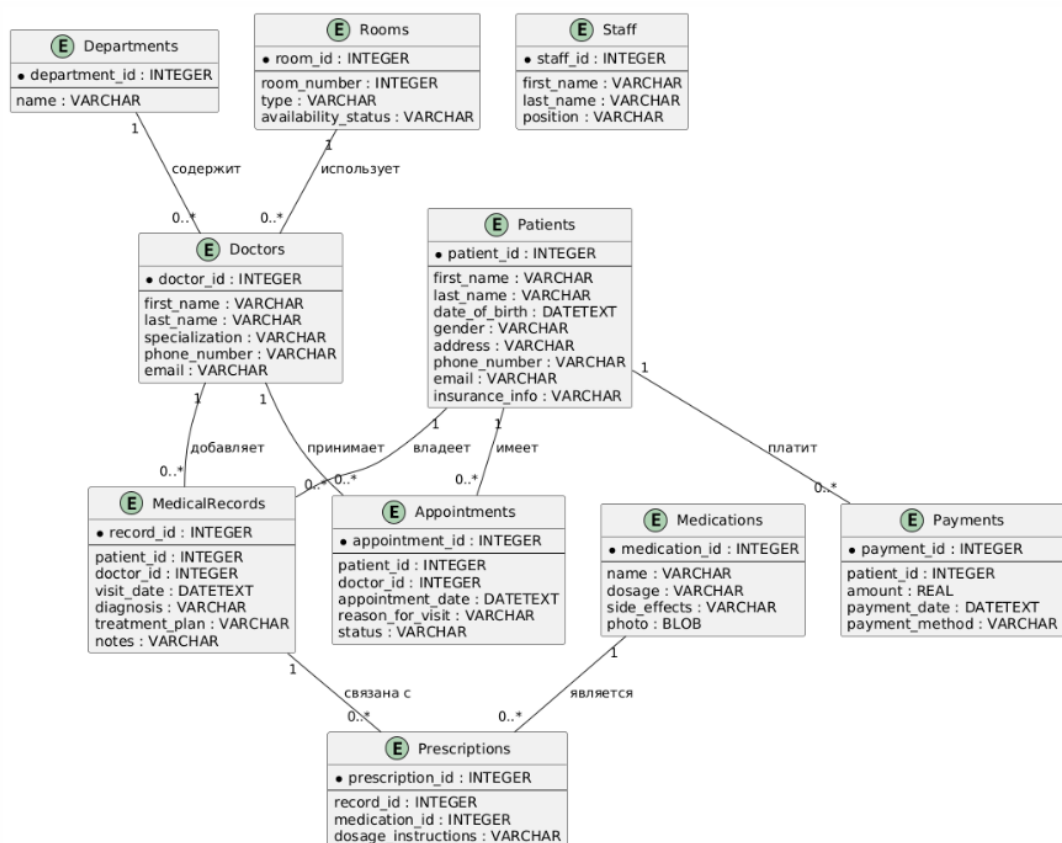 E Departments
* department_id : INTEGER
name : VARCHAR
E Rooms
* room_id : INTEGER
room_number : INTEGER
type : VARCHAR
availability_status : VARCHAR
E Staff
* staff_id : INTEGER
first_name : VARCHAR
last_name : VARCHAR
position : VARCHAR
1
содержит
0..*
1
использует
0..*
E Doctors
* doctor_id : INTEGER
first_name : VARCHAR
last_name : VARCHAR
specialization : VARCHAR
phone_number : VARCHAR
email : VARCHAR
E Patients
* patient_id : INTEGER
first_name : VARCHAR
last_name : VARCHAR
date_of_birth : DATETEXT
gender : VARCHAR
address : VARCHAR
phone_number : VARCHAR
email : VARCHAR
insurance_info : VARCHAR
1
добавляет
0..*
1
принимает
0..*
1
владеет
0..*
1
имеет
0..*
1
платит
0..*
E MedicalRecords
* record_id : INTEGER
patient_id : INTEGER
doctor_id : INTEGER
visit_date : DATETEXT
diagnosis : VARCHAR
treatment_plan : VARCHAR
notes : VARCHAR
E Appointments
* appointment_id : INTEGER
patient_id : INTEGER
doctor_id : INTEGER
appointment_date : DATETEXT
reason_for_visit : VARCHAR
status : VARCHAR
E Medications
* medication_id : INTEGER
name : VARCHAR
dosage : VARCHAR
side_effects : VARCHAR
photo : BLOB
E Payments
* payment_id : INTEGER
patient_id : INTEGER
amount : REAL
payment_date : DATETEXT
payment_method : VARCHAR
1
связана с
0..*
1
является
0..*
E Prescriptions
* prescription_id : INTEGER
record_id : INTEGER
medication_id : INTEGER
dosage_instructions : VARCHAR